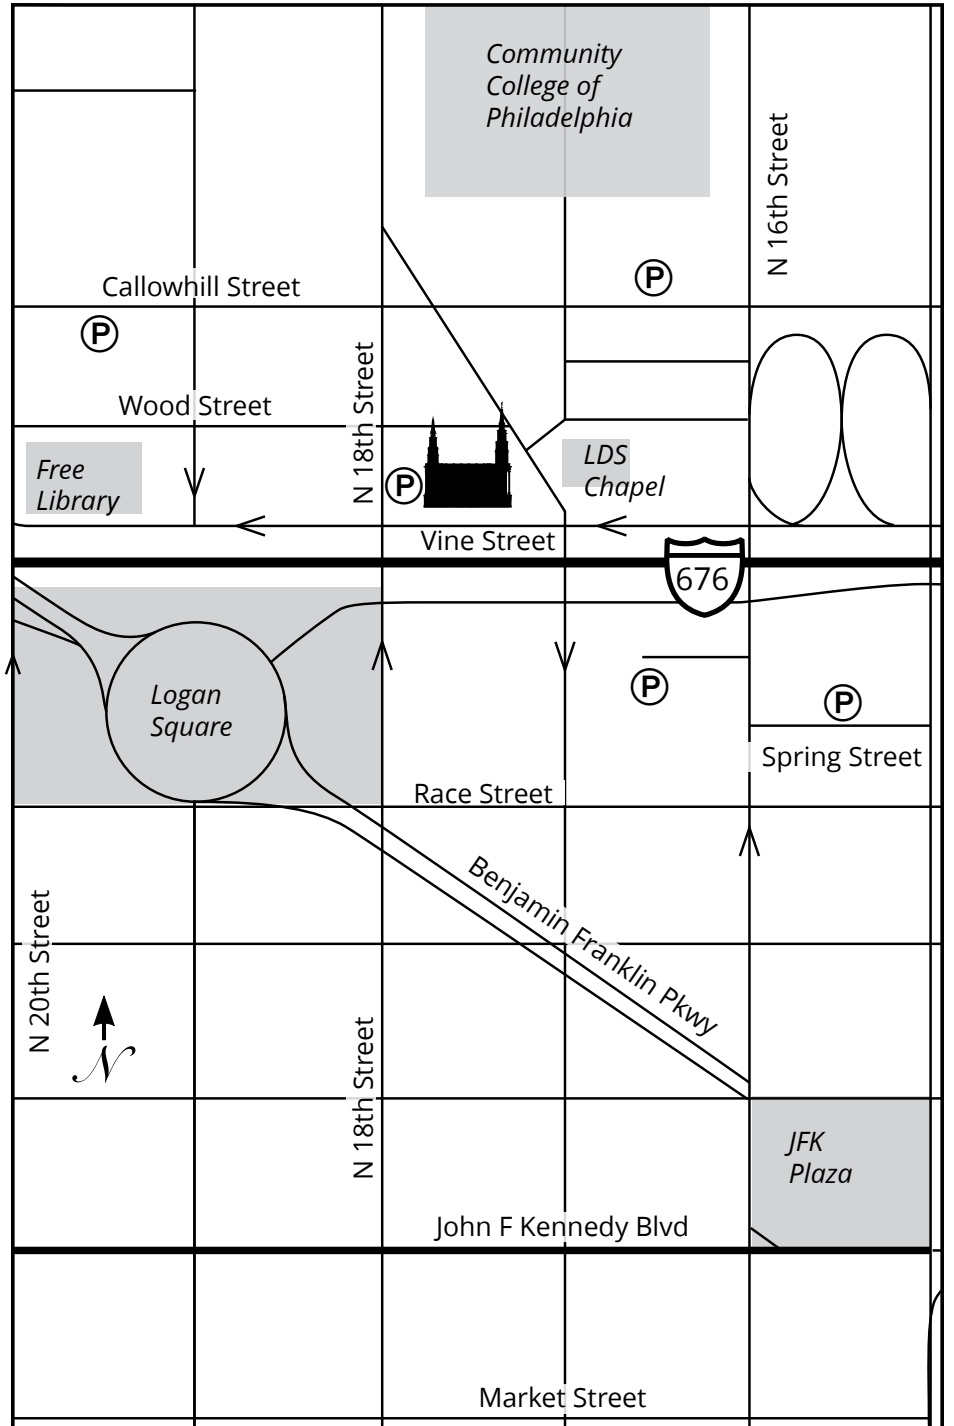 Community
College of
Philadelphia
N 16th Street
P
Callowhill Street
P
N 18th Street
Wood Street
Free
Library
P
LDS
Chapel
Vine Street
676
Logan
Square
P
P
Spring Street
Race Street
Benjamin Franklin Pkwy
N 20th Street
N
N 18th Street
JFK
Plaza
John F Kennedy Blvd
Market Street